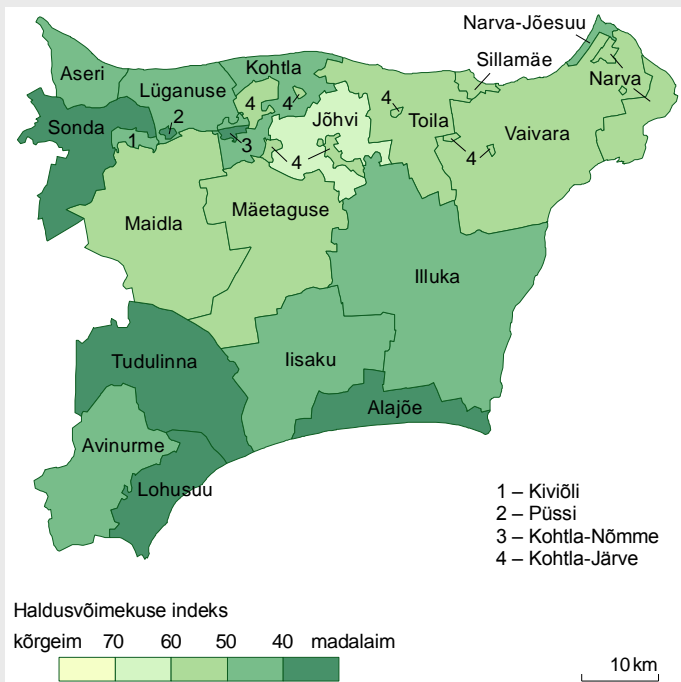 Narva-Jõesuu
Sillamäe
Aseri
Kohtla
Narva
Lüganuse
4
4
4
Sonda
2
Jõhvi
Toila
Vaivara
1
3
4
4
Maidla
Mäetaguse
Illuka
Tudulinna
Iisaku
Alajõe
Avinurme
Lohusuu
1 – Kiviõli
2 – Püssi
3 – Kohtla-Nõmme
4 – Kohtla-Järve
Haldusvõimekuse indeks
kõrgeim 70 60 50 40 madalaim
10 km